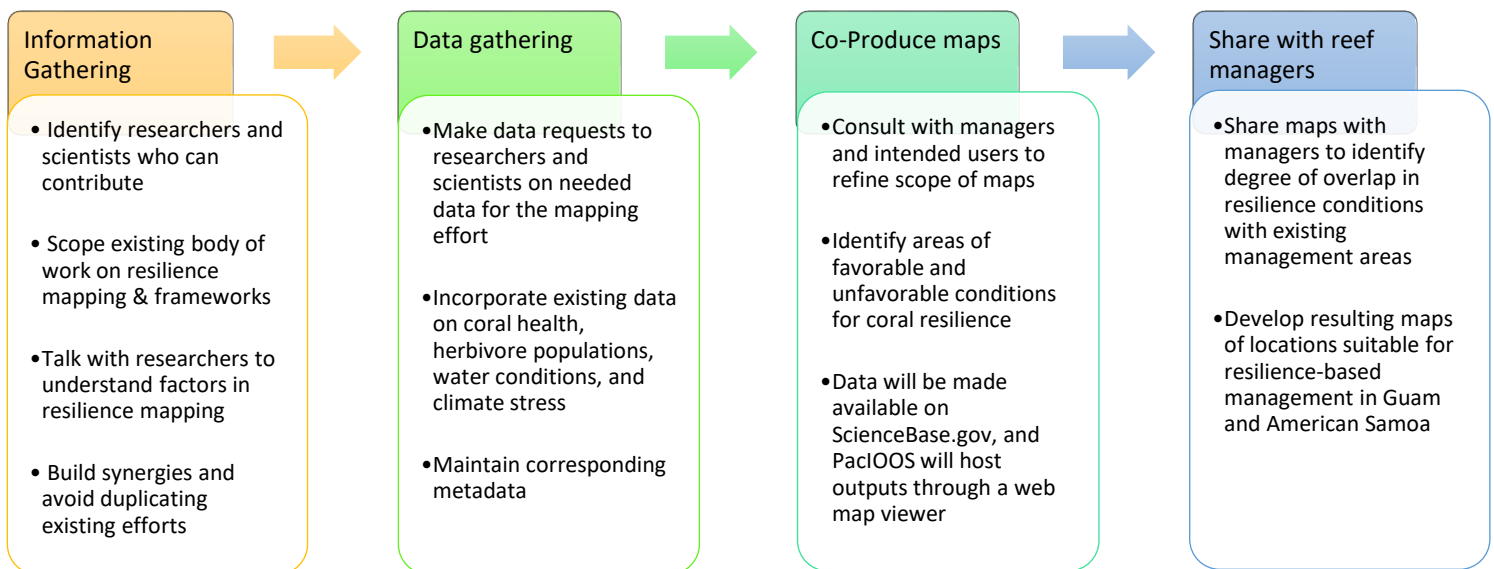 Information
Gathering
• Identify researchers and
scientists who can
contribute
• Scope existing body of
work on resilience
mapping & frameworks
•Talk with researchers to
understand factors in
resilience mapping
• Build synergies and
avoid duplicating
existing efforts
Data gathering
•Make data requests to
researchers and
scientists on needed
data for the mapping
effort
•Incorporate existing data
on coral health,
herbivore populations,
water conditions, and
climate stress
•Maintain corresponding
metadata
Co-Produce maps
•Consult with managers
and intended users to
refine scope of maps
•Identify areas of
favorable and
unfavorable conditions
for coral resilience
•Data will be made
available on
ScienceBase.gov, and
PacIOOS will host
outputs through a web
map viewer
Share with reef
managers
•Share maps with
managers to identify
degree of overlap in
resilience conditions
with existing
management areas
•Develop resulting maps
of locations suitable for
resilience-based
management in Guam
and American Samoa